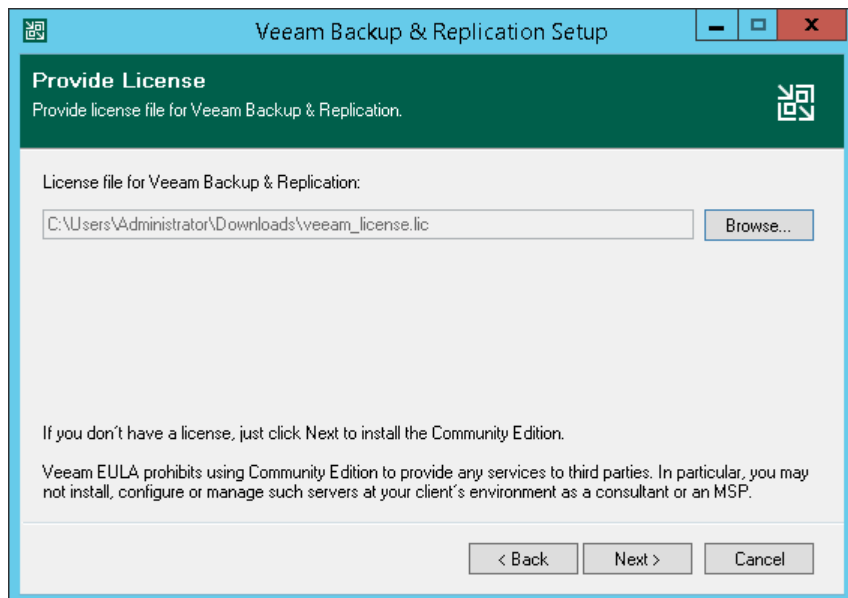 Veeam Backup & Replication Setup
Provide License
Provide license file for Veeam Backup & Replication.
License file for Veeam Backup & Replication:
C:\Users\Administrator\Downloads\veeam_license.lic
Browse...
If you don´t have a license, just click Next to install the Community Edition.
Veeam EULA prohibits using Community Edition to provide any services to third parties. In particular, you may
not install, configure or manage such servers at your client´s environment as a consultant or an MSP.
< Back
Next >
Cancel